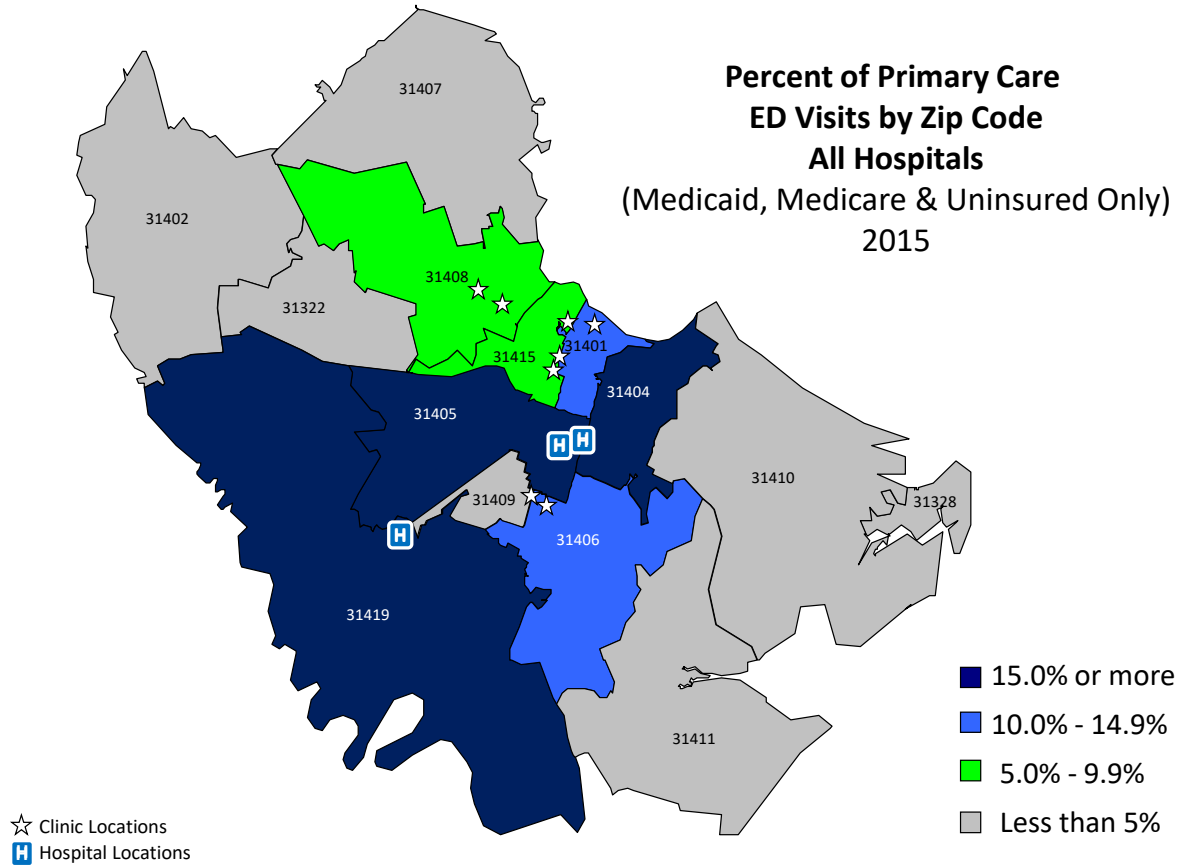 Percent of Primary Care
ED Visits by Zip Code
All Hospitals
(Medicaid, Medicare & Uninsured Only)
2015
31407
31402
31408
31322
31415
31401
31404
31405
31410
31409
31328
31406
31419
31411
15.0% or more
10.0% - 14.9%
5.0% - 9.9%
Less than 5%
Clinic Locations
H Hospital Locations
H
H
H